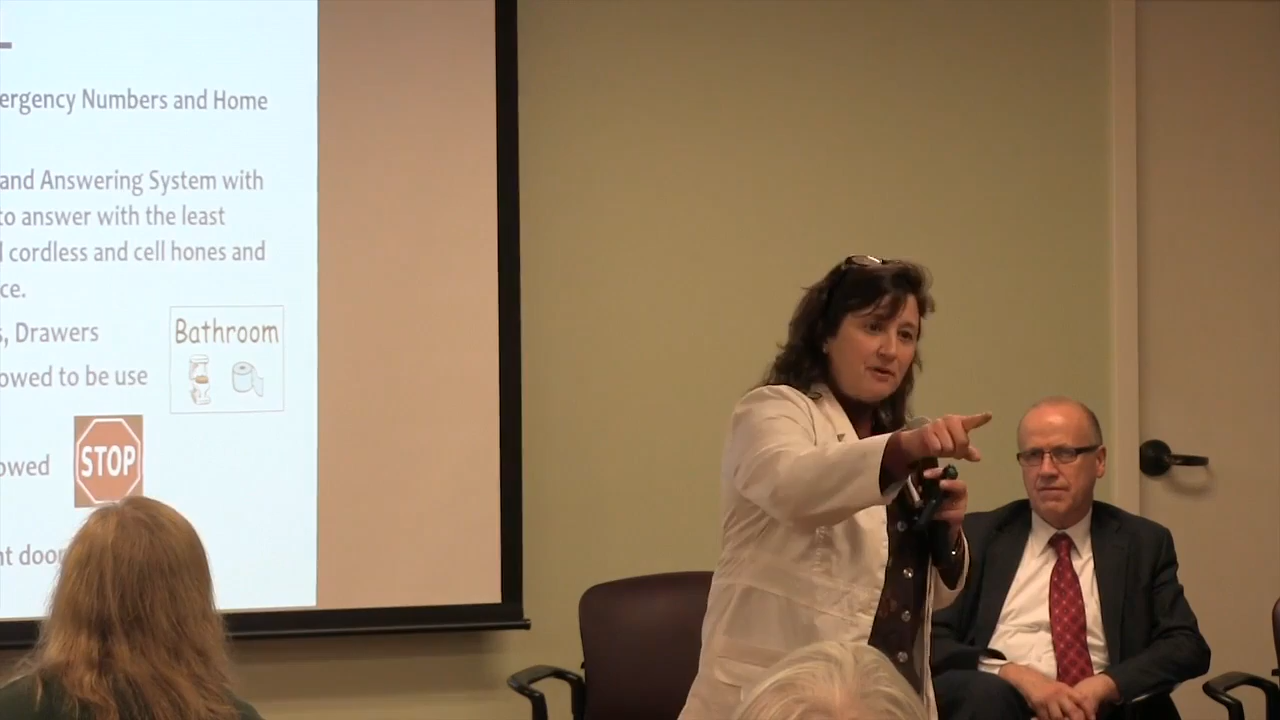 ergency Numbers and Home
and Answering System with
to answer with the least
cordless and cell hones and
ce.
s, Drawers
Bathroom
owed to be use
STOP
owed
nt door